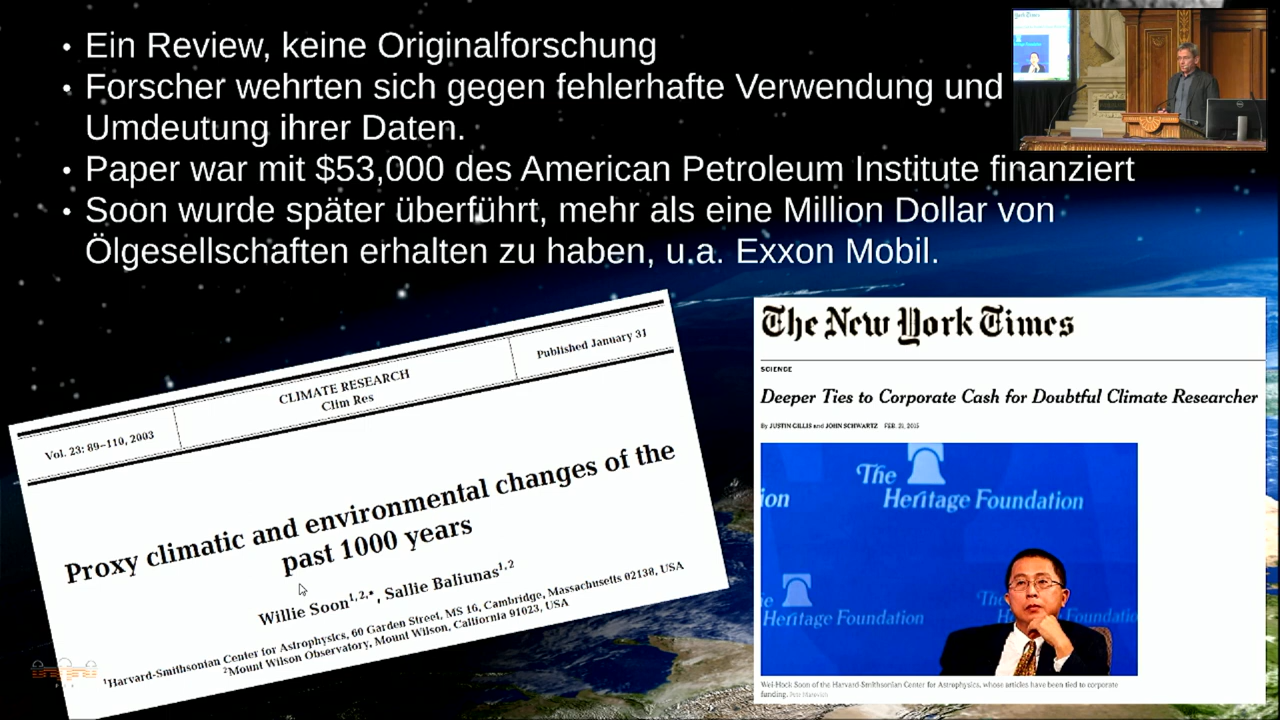 • Ein Review, keine Originalforschung
• Forscher wehrten sich gegen fehlerhafte Verwendung und
Umdeutung ihrer Daten.
• Paper war mit $53,000 des American Petroleum Institute finanziert
• Soon wurde später überführt, mehr als eine Million Dollar von
Ölgesellschaften erhalten zu haben, u.a. Exxon Mobil.
Vol. 23: 89–110, 2003
CLIMATE RESEARCH
Clim Res
Published January 31
Proxy climatic and environmental changes of the
past 1000 years
Willie Soon1,2,*, Sallie Baliunas1,2
1Harvard-Smithsonian Center for Astrophysics, 60 Garden Street, MS 16, Cambridge, Massachusetts 02138, USA
2Mount Wilson Observatory, Mount Wilson, California 91023, USA
The New York Times
SCIENCE
Deeper Ties to Corporate Cash for Doubtful Climate Researcher
By JUSTIN GILLIS and JOHN SCHWARTZ FEB. 21, 2015
ion
The
Heritage Foundation
e
Heritage Foundation
The
Foundatio
Wei-Hock Soon of the Harvard-Smithsonian Center for Astrophysics, whose articles have been tied to corporate
funding.